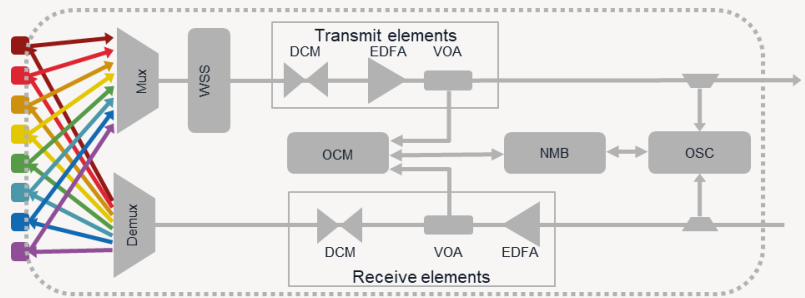 Transmit elements
DCM
EDFA
VOA
Mux
WSS
OCM
NMB
OSC
Demux
DCM
VOA
EDFA
Receive elements